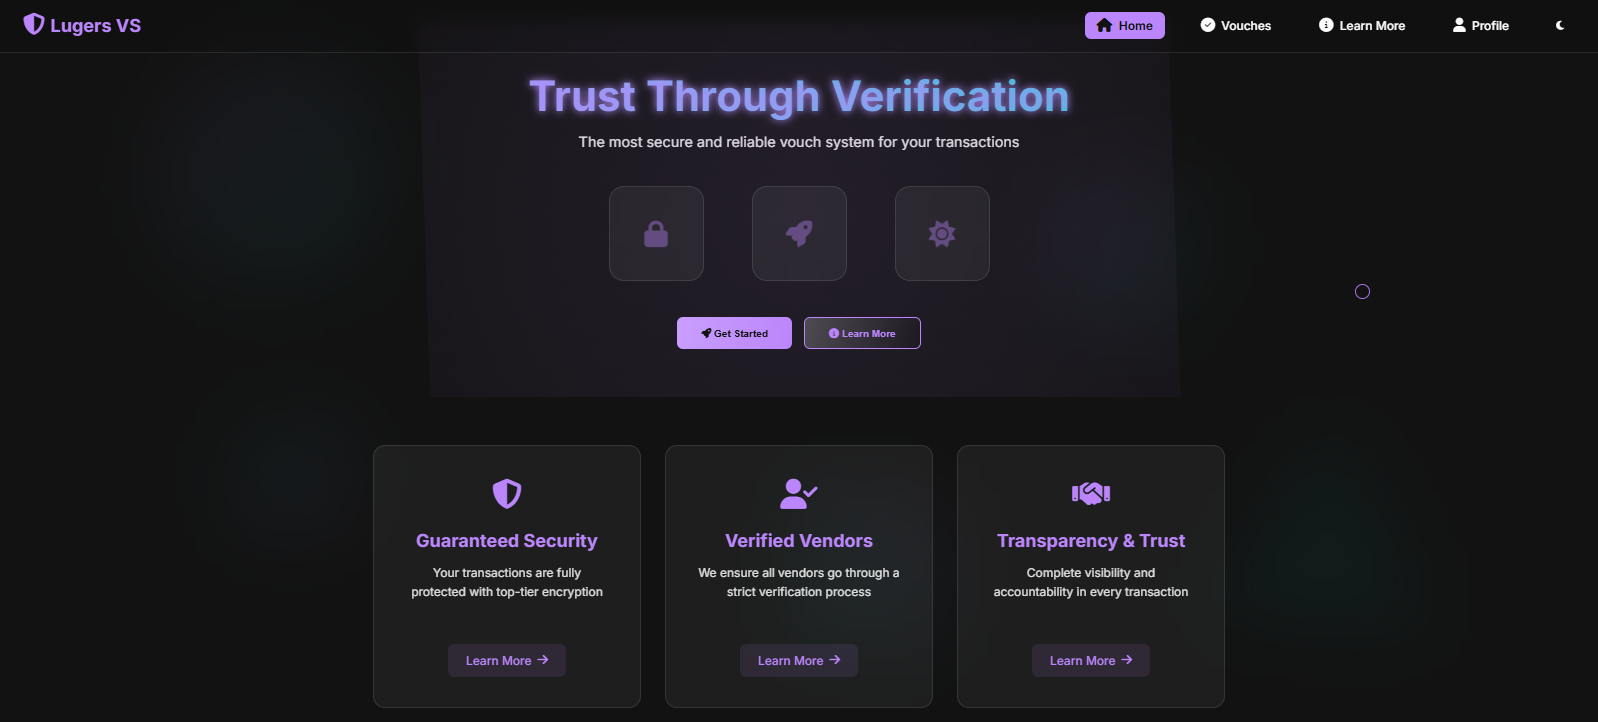 Lugers VS
Home
Vouches
Learn More
Profile
Trust Through Verification
The most secure and reliable vouch system for your transactions
Get Started
Learn More
Guaranteed Security
Your transactions are fully
protected with top-tier encryption
Learn More →
Verified Vendors
We ensure all vendors go through a
strict verification process
Learn More →
Transparency & Trust
Complete visibility and
accountability in every transaction
Learn More →